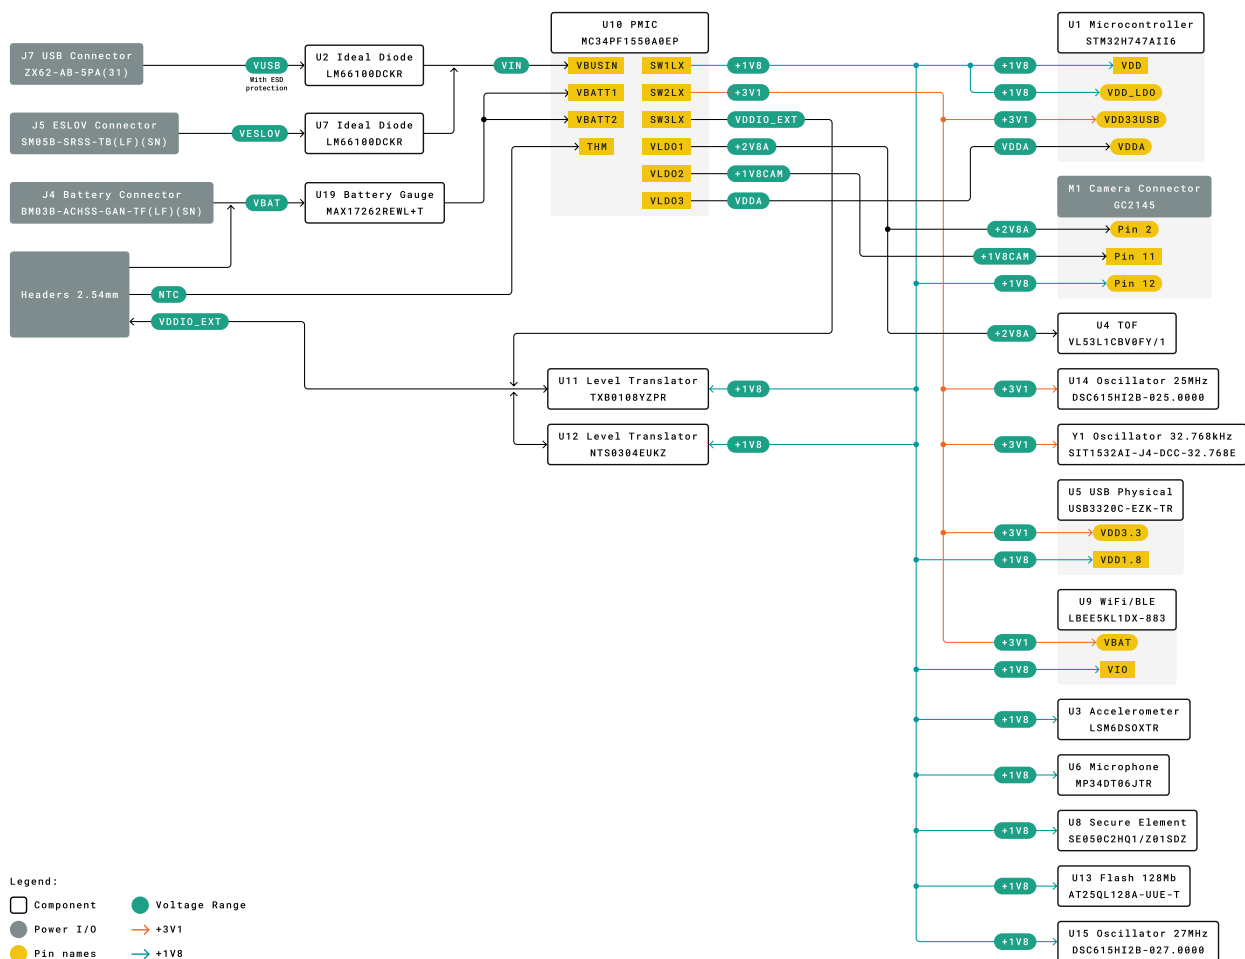 J7 USB Connector
ZX62-AB-5PA(31)
VUSB
With ESD
protection
U2 Ideal Diode
LM66100DCKR
VIN
J5 ESLOV Connector
SM05B-SRSS-TB(LF)(SN)
VESLOV
U7 Ideal Diode
LM66100DCKR
J4 Battery Connector
BM03B-ACHSS-GAN-TF(LF)(SN)
VBAT
U19 Battery Gauge
MAX17262REWL+T
Headers 2.54mm
NTC
VDDIO_EXT
U10 PMIC
MC34PF1550A0EP
VBUSIN
VBATT1
VBATT2
THM
SW1LX
SW2LX
SW3LX
VLDO1
VLDO2
VLDO3
+1V8
+3V1
VDDIO_EXT
+2V8A
+1V8CAM
VDDA
U11 Level Translator
TXB0108YZPR
+1V8
U12 Level Translator
NTS0304EUKZ
+1V8
U1 Microcontroller
STM32H747AII6
+1V8
VDD
+1V8
VDD_LDO
+3V1
VDD33USB
VDDA
VDDA
M1 Camera Connector
GC2145
+2V8A
Pin 2
+1V8CAM
Pin 11
+1V8
Pin 12
+2V8A
U4 TOF
VL53L1CBV0FY/1
+3V1
U14 Oscillator 25MHz
DSC615HI2B-025.0000
+3V1
Y1 Oscillator 32.768kHz
SIT1532AI-J4-DCC-32.768E
U5 USB Physical
USB3320C-EZK-TR
+3V1
VDD3.3
+1V8
VDD1.8
U9 WiFi/BLE
LBEE5KL1DX-883
+3V1
VBAT
+1V8
VIO
+1V8
U3 Accelerometer
LSM6DSOXTR
+1V8
U6 Microphone
MP34DT06JTR
+1V8
U8 Secure Element
SE050C2HQ1/Z01SDZ
+1V8
U13 Flash 128Mb
AT25QL128A-UUE-T
+1V8
U15 Oscillator 27MHz
DSC615HI2B-027.0000
Legend:
Component
Power I/O
Pin names
Voltage Range
+3V1
+1V8